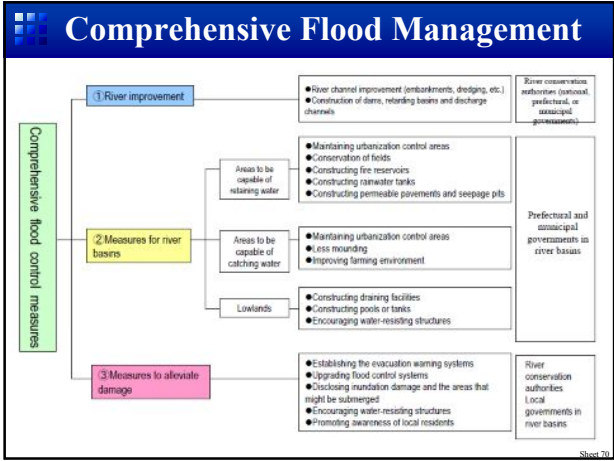 Comprehensive Flood Management
Comprehensive flood control measures
①River improvement
●River channel improvement (embankments, dredging, etc.)
●Construction of dams, retarding basins and discharge
channels
River conservation
authorities (national,
prefectural, or
municipal
governments)
②Measures for river
basins
Areas to be
capable of
retaining water
●Maintaining urbanization control areas
●Conservation of fields
●Constructing fire reservoirs
●Constructing rainwater tanks
●Constructing permeable pavements and seepage pits
Areas to be
capable of
catching water
●Maintaining urbanization control areas
●Less mounding
●Improving farming environment
Lowlands
●Constructing draining facilities
●Constructing pools or tanks
●Encouraging water-resisting structures
Prefectural and
municipal
governments in
river basins
③Measures to alleviate
damage
●Establishing the evacuation warning systems
●Upgrading flood control systems
●Disclosing inundation damage and the areas that
might be submerged
●Encouraging water-resisting structures
●Promoting awareness of local residents
River
conservation
authorities
Local
governments in
river basins
Sheet 70